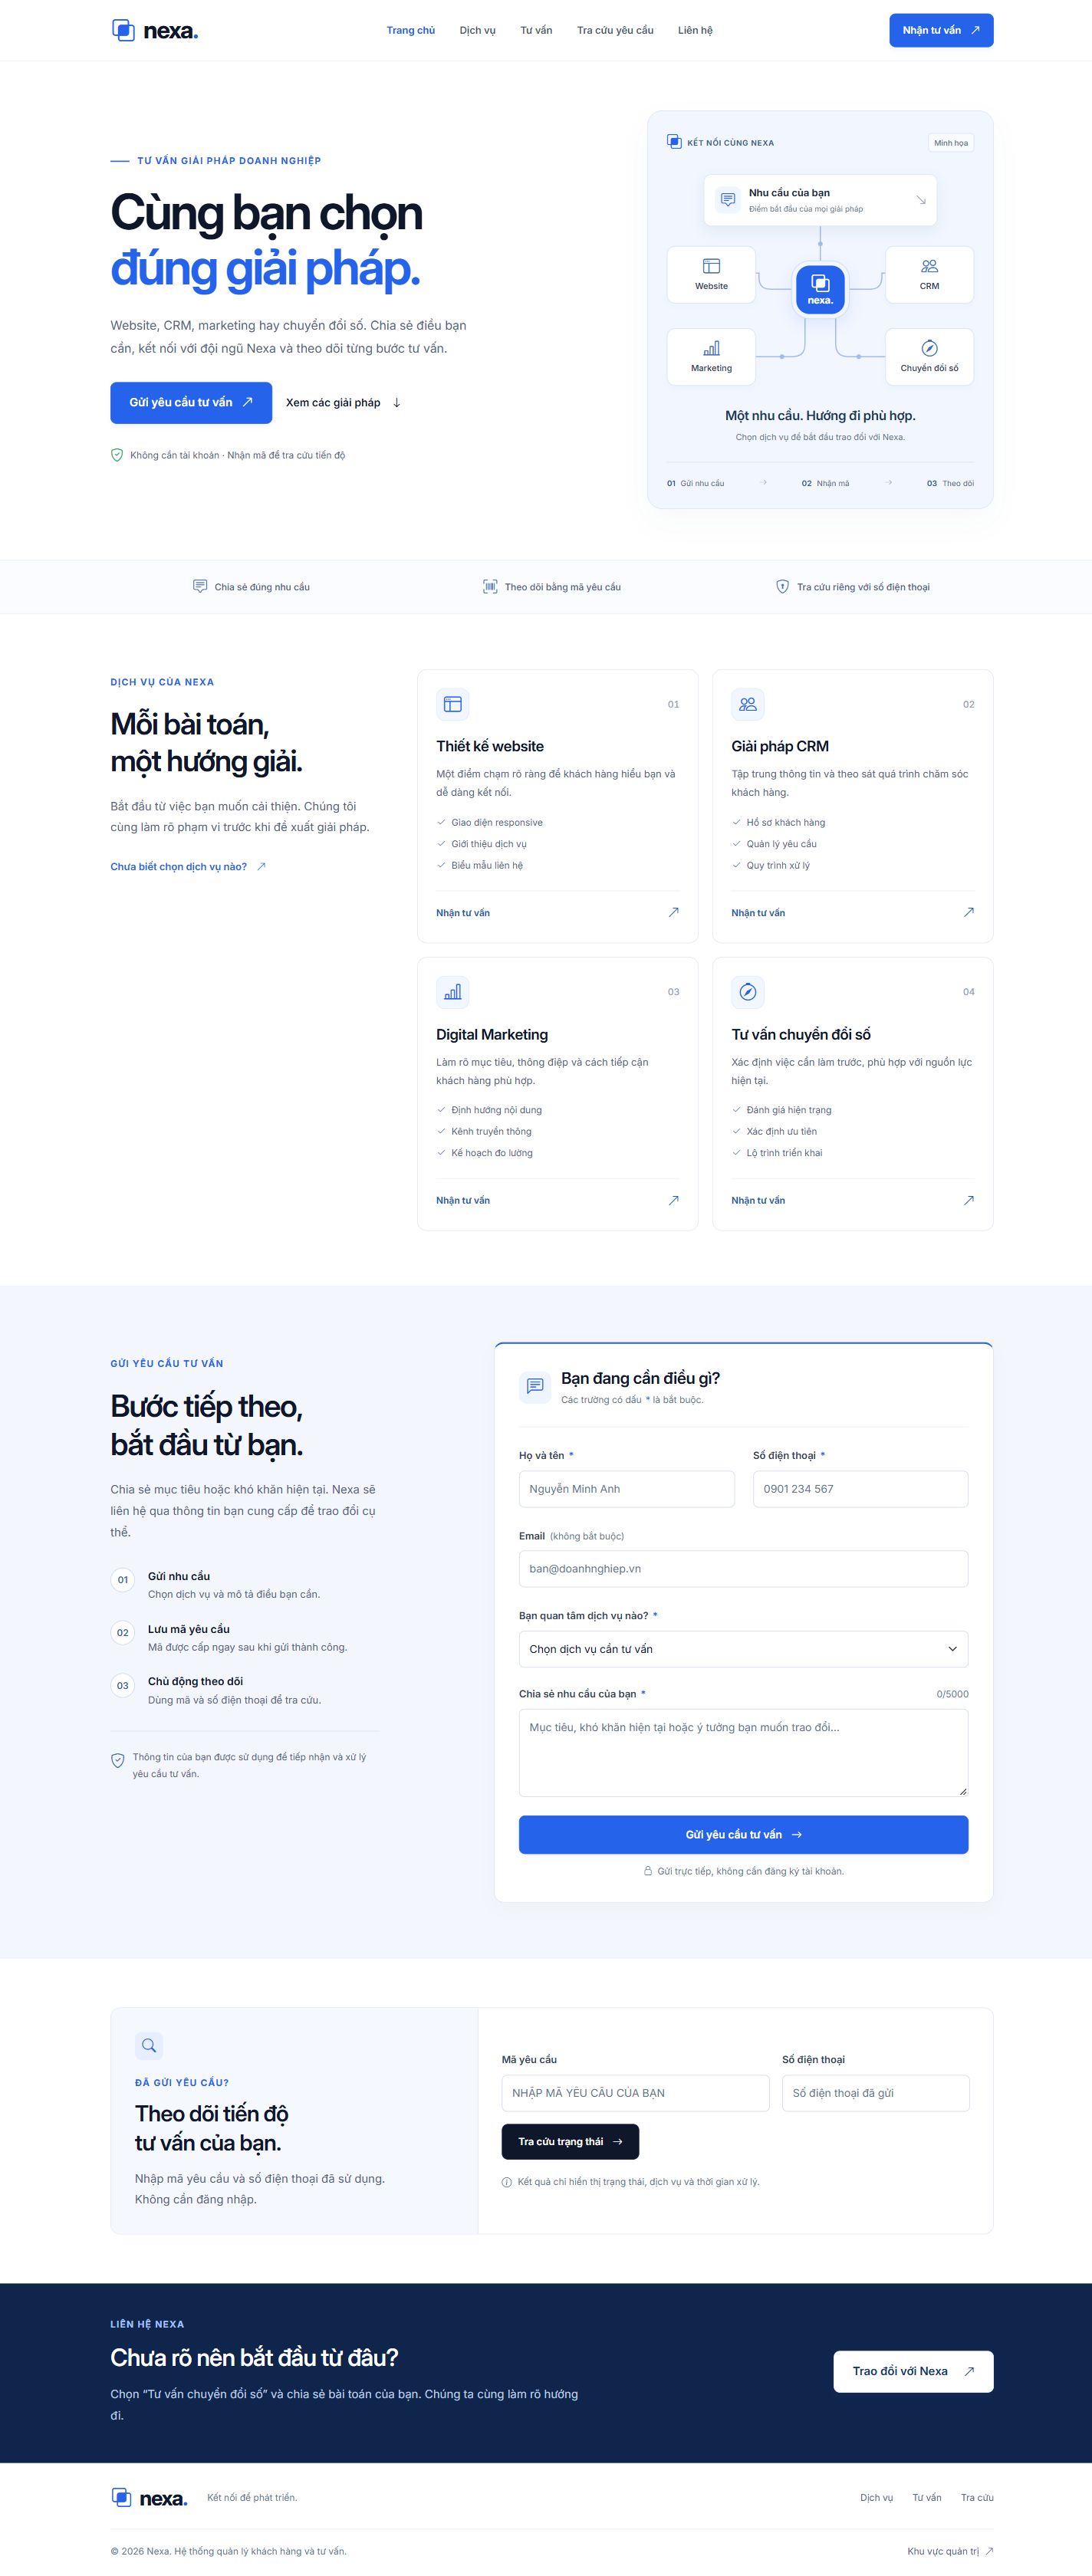 nexa.
Trang chủ
Dịch vụ
Tư vấn
Tra cứu yêu cầu
Liên hệ
Nhận tư vấn
TƯ VẤN GIẢI PHÁP DOANH NGHIỆP
Cùng bạn chọn
đúng giải pháp.
Website, CRM, marketing hay chuyển đổi số. Chia sẻ điều bạn
cần, kết nối với đội ngũ Nexa và theo dõi từng bước tư vấn.
Gửi yêu cầu tư vấn
Xem các giải pháp
Không cần tài khoản · Nhận mã để tra cứu tiến độ
KẾT NỐI CÙNG NEXA
Minh họa
Nhu cầu của bạn
Điểm bắt đầu của mọi giải pháp
Website
CRM
nexa.
Marketing
Chuyển đổi số
Một nhu cầu. Hướng đi phù hợp.
Chọn dịch vụ để bắt đầu trao đổi với Nexa.
01 Gửi nhu cầu
02 Nhận mã
03 Theo dõi
Chia sẻ đúng nhu cầu
Theo dõi bằng mã yêu cầu
Tra cứu riêng với số điện thoại
DỊCH VỤ CỦA NEXA
Mỗi bài toán,
một hướng giải.
Bắt đầu từ việc bạn muốn cải thiện. Chúng tôi
cùng làm rõ phạm vi trước khi đề xuất giải pháp.
Chưa biết chọn dịch vụ nào?
01
Thiết kế website
Một điểm chạm rõ ràng để khách hàng hiểu bạn và
dễ dàng kết nối.
Giao diện responsive
Giới thiệu dịch vụ
Biểu mẫu liên hệ
Nhận tư vấn
02
Giải pháp CRM
Tập trung thông tin và theo sát quá trình chăm sóc
khách hàng.
Hồ sơ khách hàng
Quản lý yêu cầu
Quy trình xử lý
Nhận tư vấn
03
Digital Marketing
Làm rõ mục tiêu, thông điệp và cách tiếp cận
khách hàng phù hợp.
Định hướng nội dung
Kênh truyền thông
Kế hoạch đo lường
Nhận tư vấn
04
Tư vấn chuyển đổi số
Xác định việc cần làm trước, phù hợp với nguồn lực
hiện tại.
Đánh giá hiện trạng
Xác định ưu tiên
Lộ trình triển khai
Nhận tư vấn
GỬI YÊU CẦU TƯ VẤN
Bước tiếp theo,
bắt đầu từ bạn.
Chia sẻ mục tiêu hoặc khó khăn hiện tại. Nexa sẽ
liên hệ qua thông tin bạn cung cấp để trao đổi cụ
thể.
01
Gửi nhu cầu
Chọn dịch vụ và mô tả điều bạn cần.
02
Lưu mã yêu cầu
Mã được cấp ngay sau khi gửi thành công.
03
Chủ động theo dõi
Dùng mã và số điện thoại để tra cứu.
Thông tin của bạn được sử dụng để tiếp nhận và xử lý
yêu cầu tư vấn.
Bạn đang cần điều gì?
Các trường có dấu * là bắt buộc.
Họ và tên *
Số điện thoại *
Nguyễn Minh Anh
0901 234 567
Email (không bắt buộc)
ban@doanhnghiep.vn
Bạn quan tâm dịch vụ nào? *
Chọn dịch vụ cần tư vấn
Chia sẻ nhu cầu của bạn *
0/5000
Mục tiêu, khó khăn hiện tại hoặc ý tưởng bạn muốn trao đổi...
Gửi yêu cầu tư vấn
Gửi trực tiếp, không cần đăng ký tài khoản.
ĐÃ GỬI YÊU CẦU?
Theo dõi tiến độ
tư vấn của bạn.
Nhập mã yêu cầu và số điện thoại đã sử dụng.
Không cần đăng nhập.
Mã yêu cầu
Số điện thoại
NHẬP MÃ YÊU CẦU CỦA BẠN
Số điện thoại đã gửi
Tra cứu trạng thái
Kết quả chỉ hiển thị trạng thái, dịch vụ và thời gian xử lý.
LIÊN HỆ NEXA
Chưa rõ nên bắt đầu từ đâu?
Chọn “Tư vấn chuyển đổi số” và chia sẻ bài toán của bạn. Chúng ta cùng làm rõ hướng
đi.
Trao đổi với Nexa
nexa.
Kết nối để phát triển.
Dịch vụ
Tư vấn
Tra cứu
© 2026 Nexa. Hệ thống quản lý khách hàng và tư vấn.
Khu vực quản trị